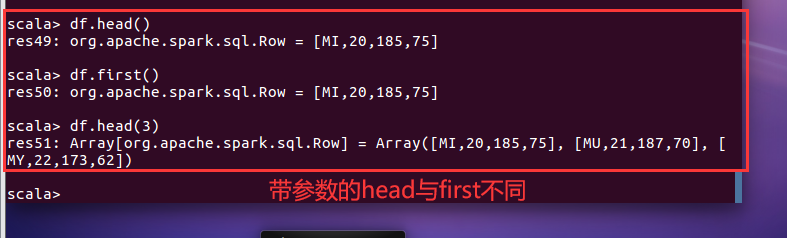 scala> df.head()
res49: org.apache.spark.sql.Row = [MI,20,185,75]
scala> df.first()
res50: org.apache.spark.sql.Row = [MI,20,185,75]
scala> df.head(3)
res51: Array[org.apache.spark.sql.Row] = Array([MI,20,185,75], [MU,21,187,70], [
MY,22,173,62])
scala>
带参数的head与first不同